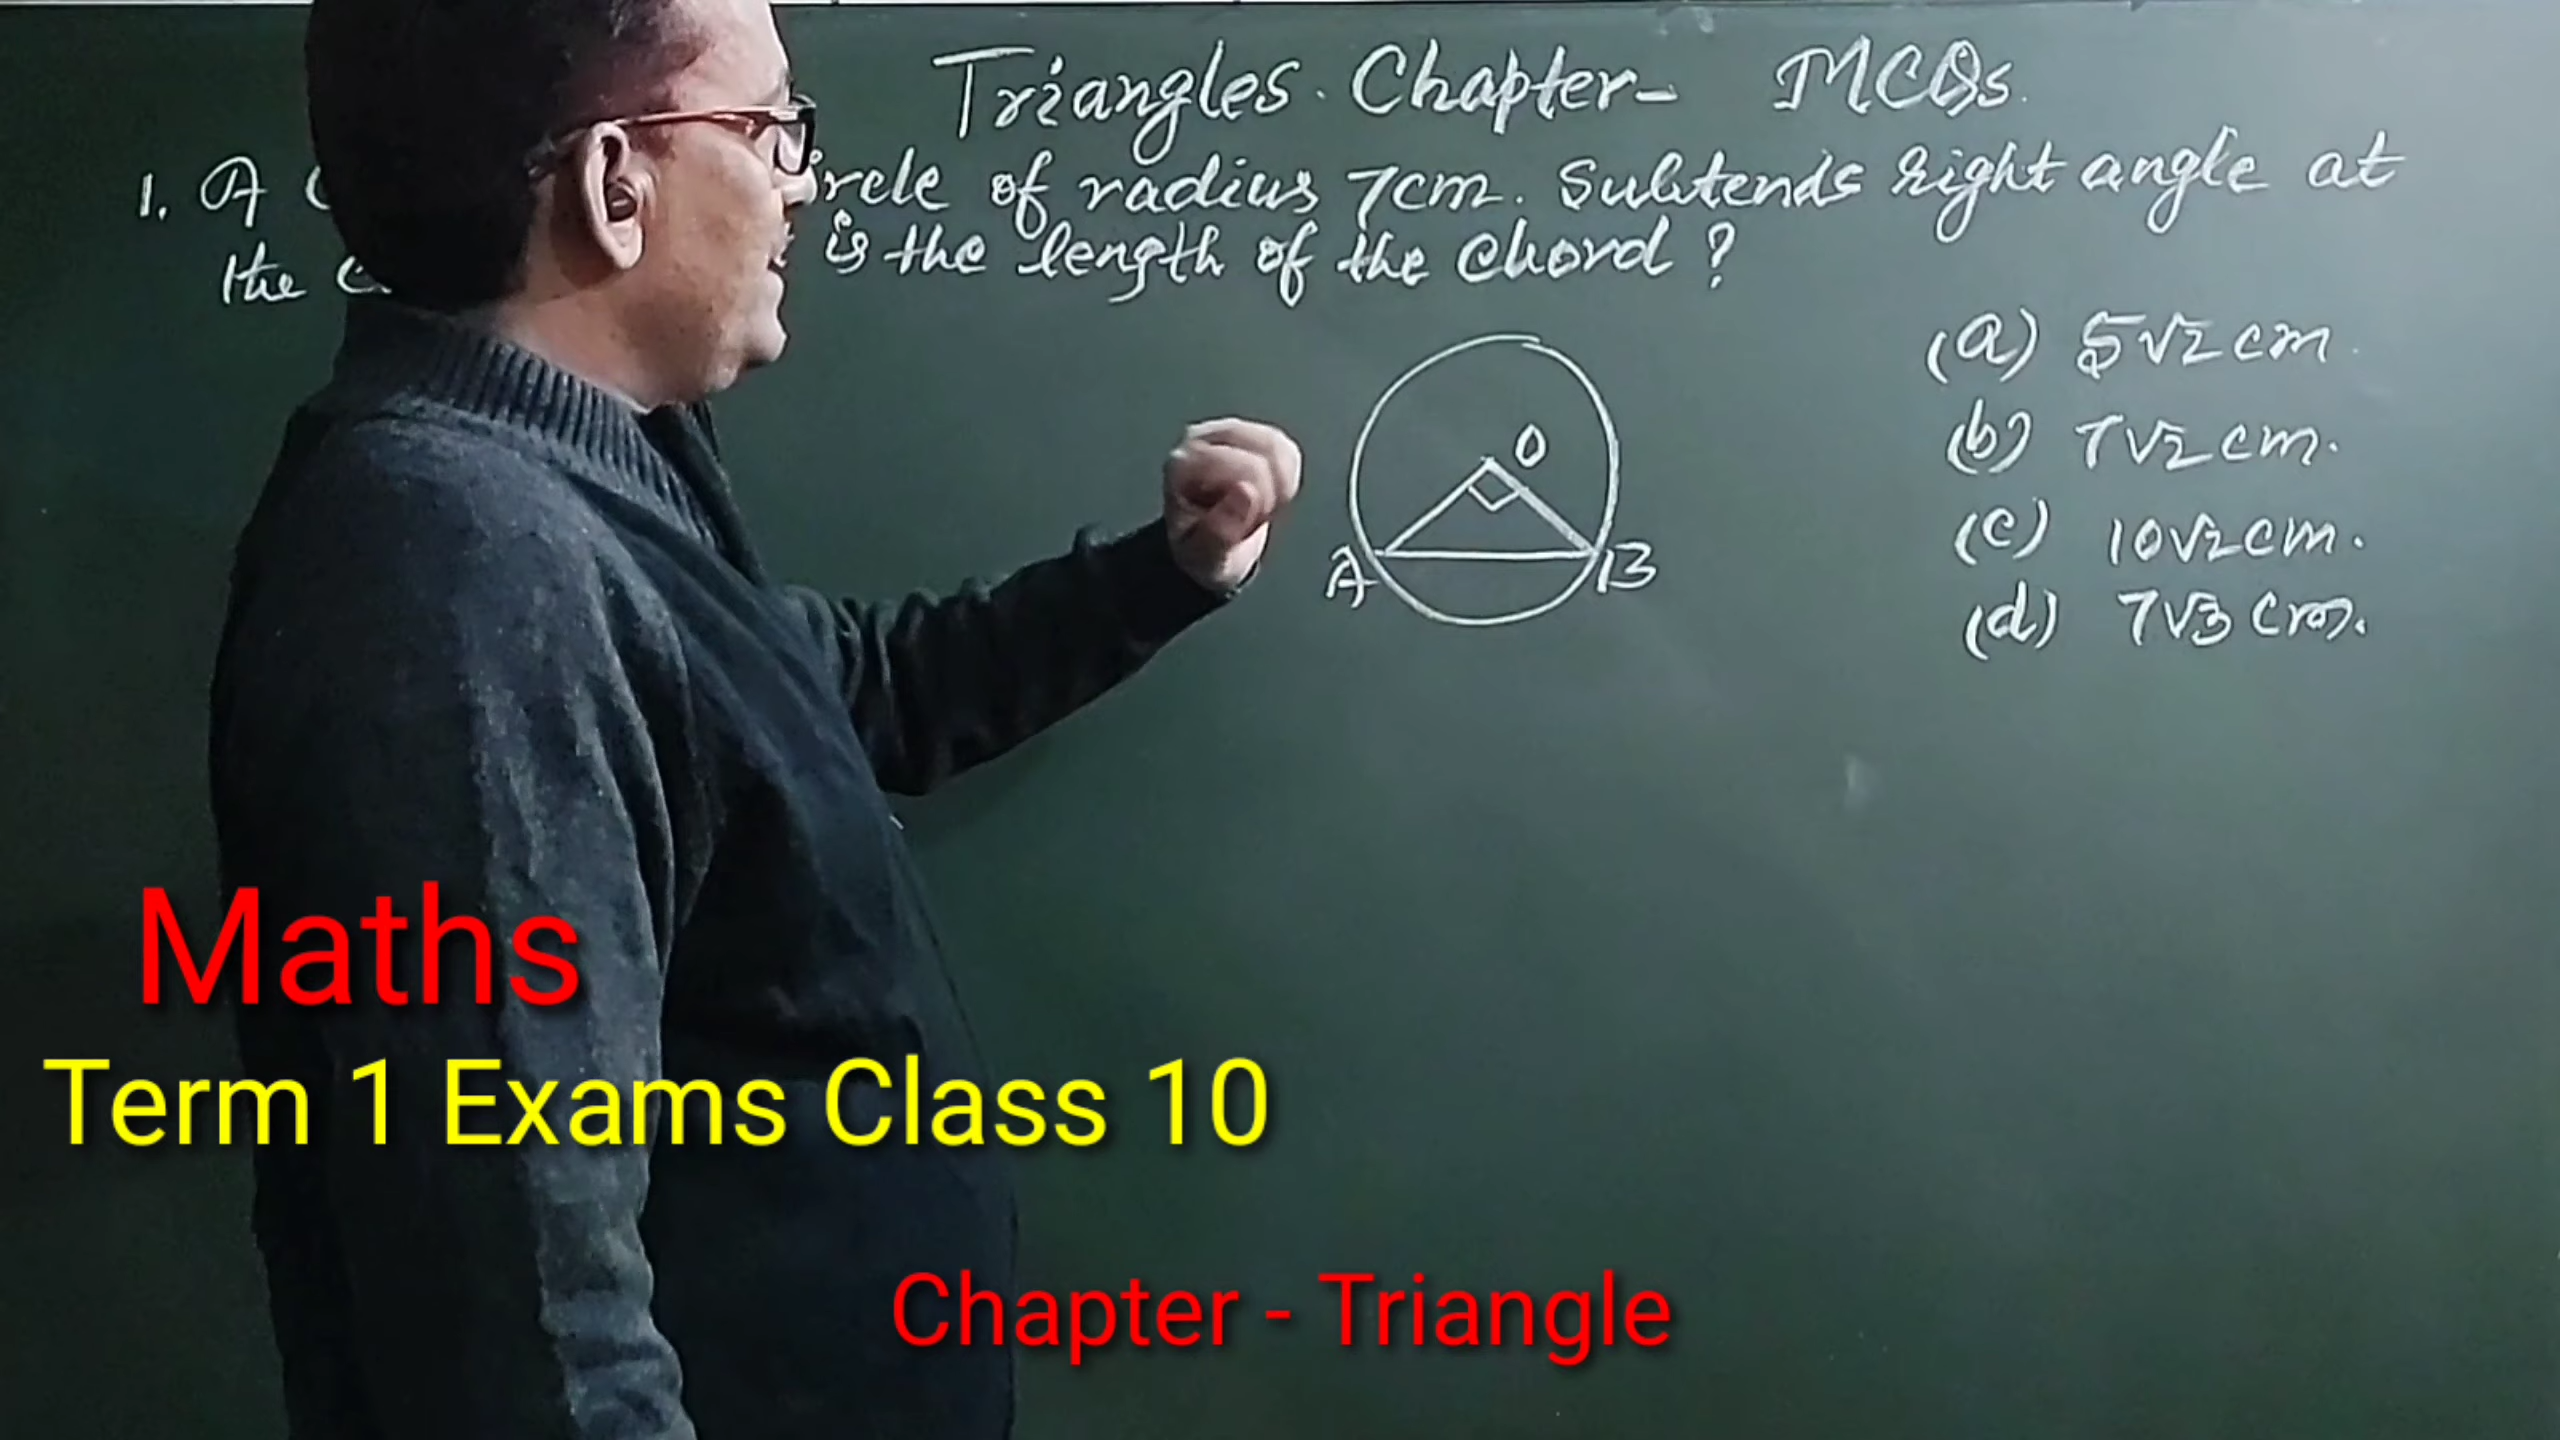 Triangles. Chapter- MCQs.
1. A circle of radius 7cm. Subtends right angle at
the is the length of the Chord ?
(a) 5√2 cm.
(b) 7√2 cm.
(c) 10√2 cm.
(d) 7√3 cm.
O
A B
Maths
Term 1 Exams Class 10
Chapter - Triangle